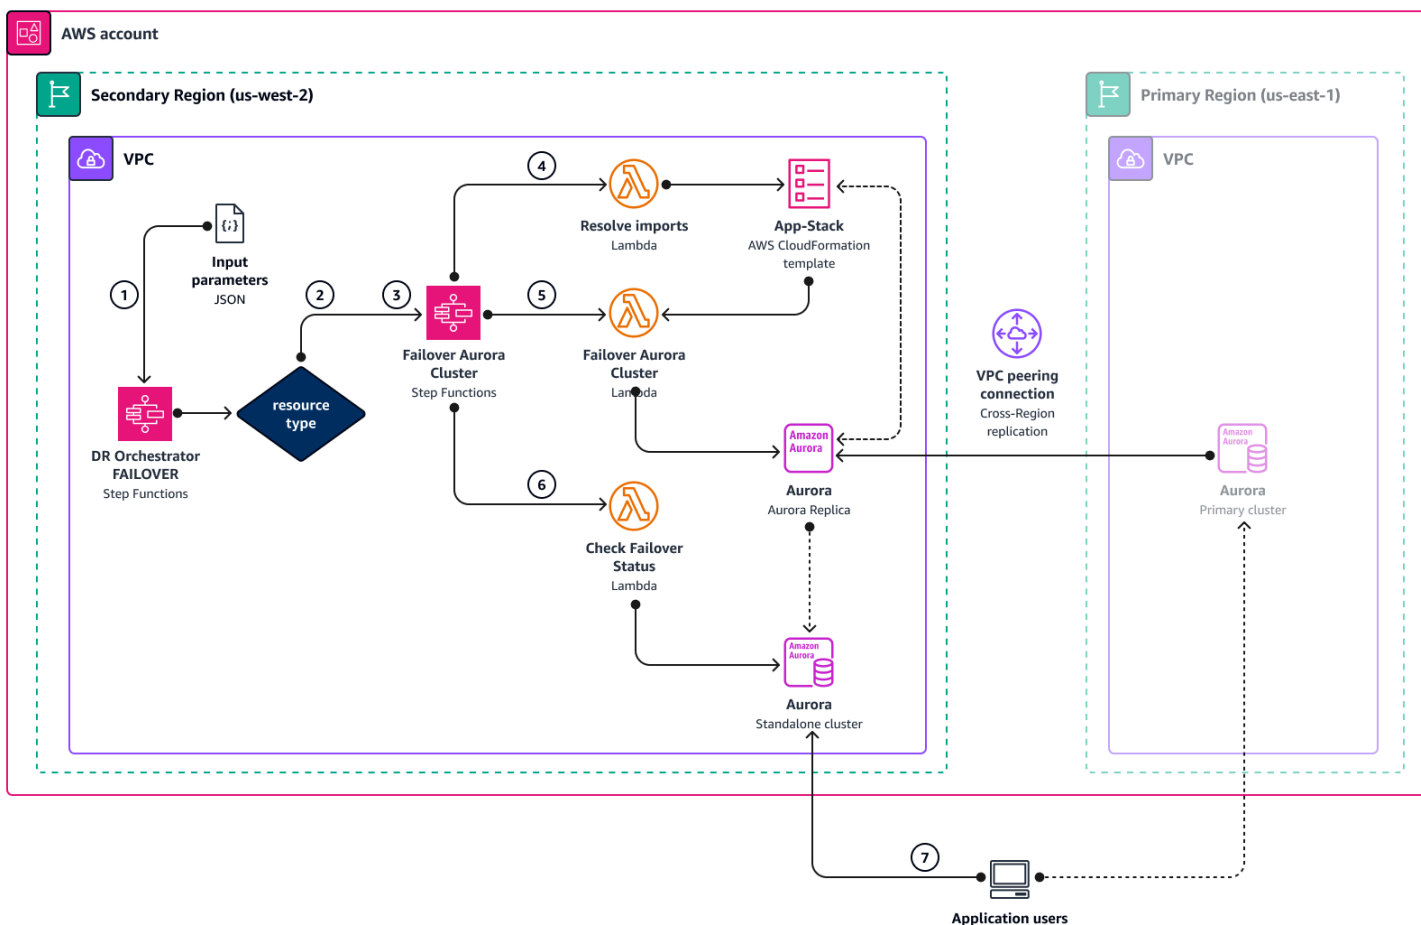 AWS account
Secondary Region (us-west-2)
Primary Region (us-east-1)
VPC
VPC
4
Resolve imports
Lambda
App-Stack
AWS CloudFormation
template
{;}
Input
parameters
JSON
1
2
3
5
Failover Aurora
Cluster
Step Functions
Failover Aurora
Cluster
Lambda
VPC peering
connection
Cross-Region
replication
resource
type
DR Orchestrator
FAILOVER
Step Functions
Amazon
Aurora
Aurora
Aurora Replica
Amazon
Aurora
Aurora
Primary cluster
6
Check Failover
Status
Lambda
Amazon
Aurora
Aurora
Standalone cluster
7
Application users